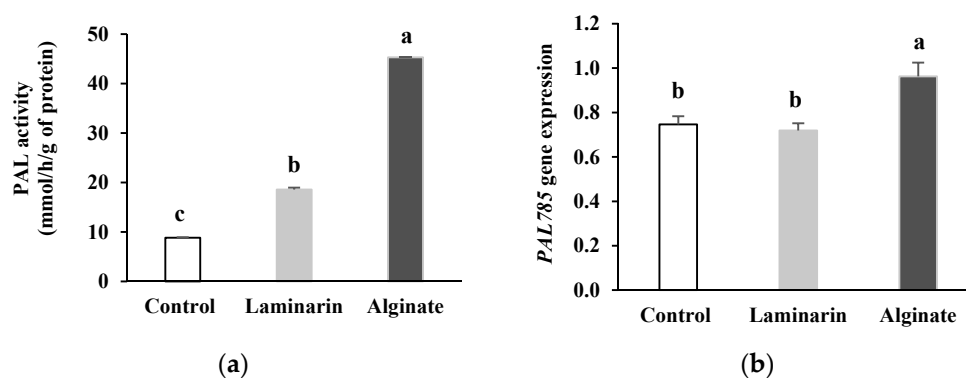 PAL activity
(mmol/h/g of protein)
50
40
30
20
10
0
c
b
a
Control Laminarin Alginate
(a)
PAL785 gene expression
1.2
1.0
0.8
0.6
0.4
0.2
0.0
b
b
a
Control Laminarin Alginate
(b)